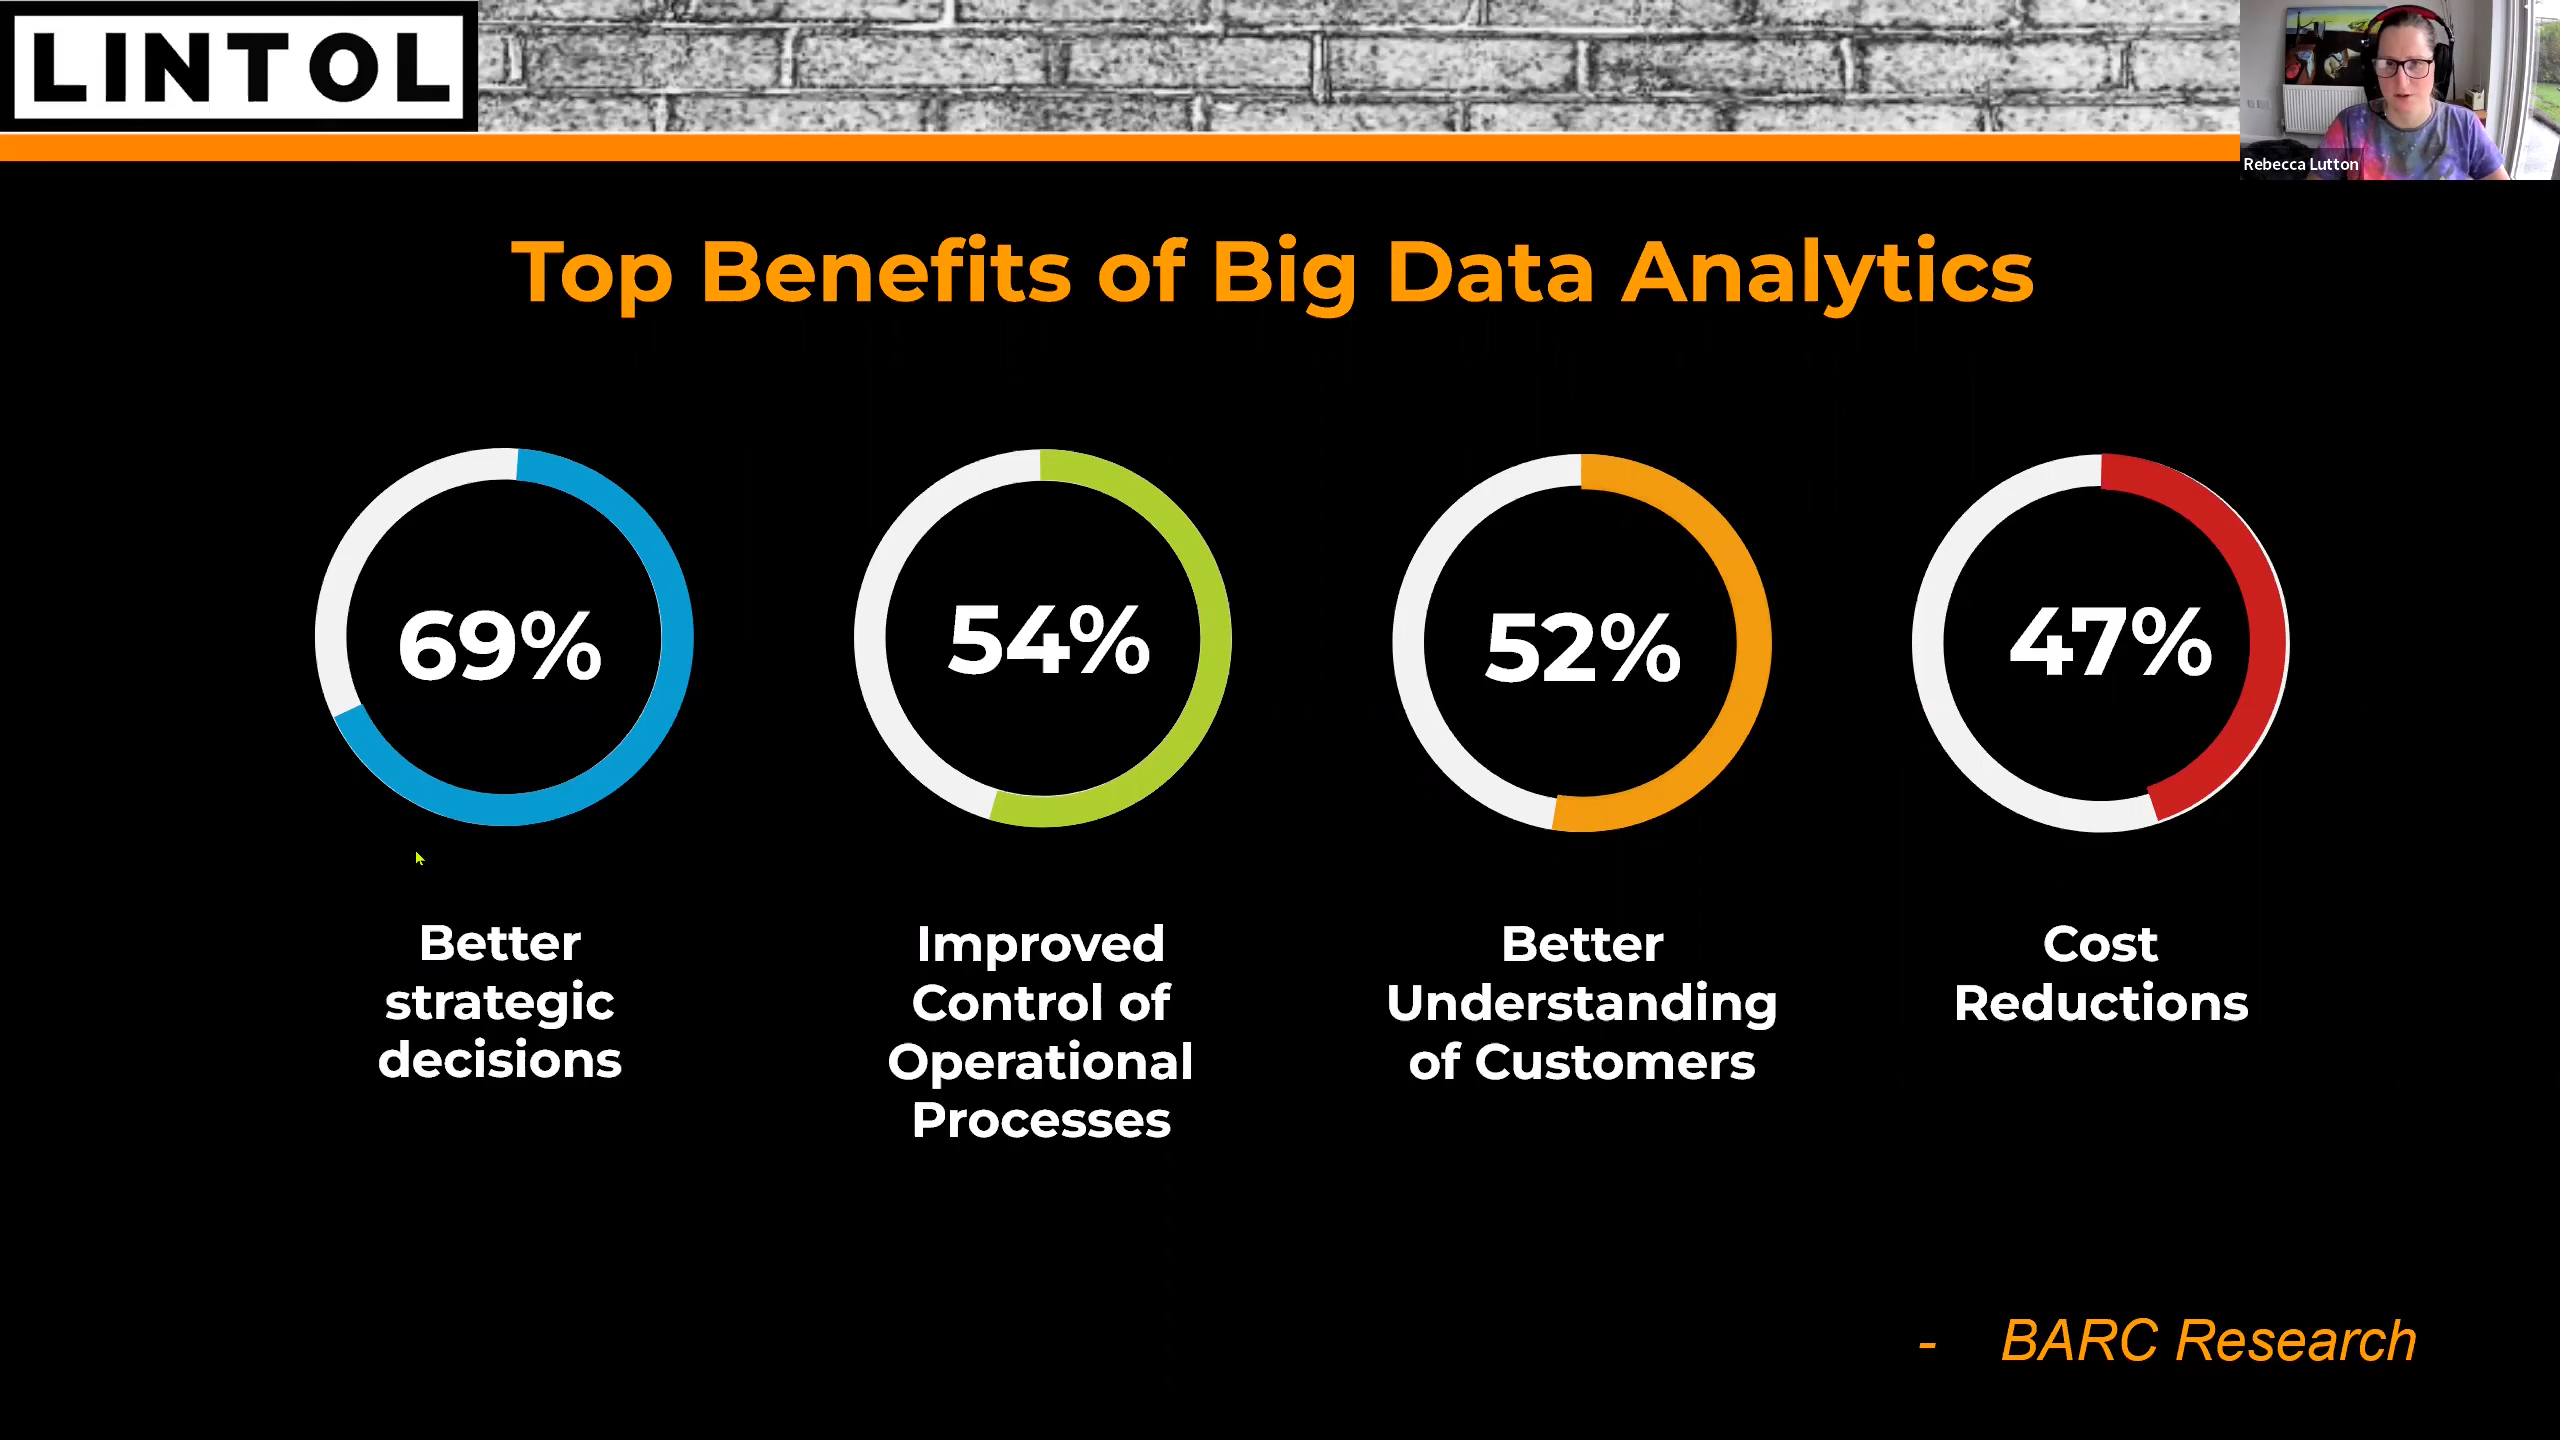 LINTOL
Rebecca Lutton
Top Benefits of Big Data Analytics
69%
54%
52%
47%
Better
strategic
decisions
Improved
Control of
Operational
Processes
Better
Understanding
of Customers
Cost
Reductions
- BARC Research